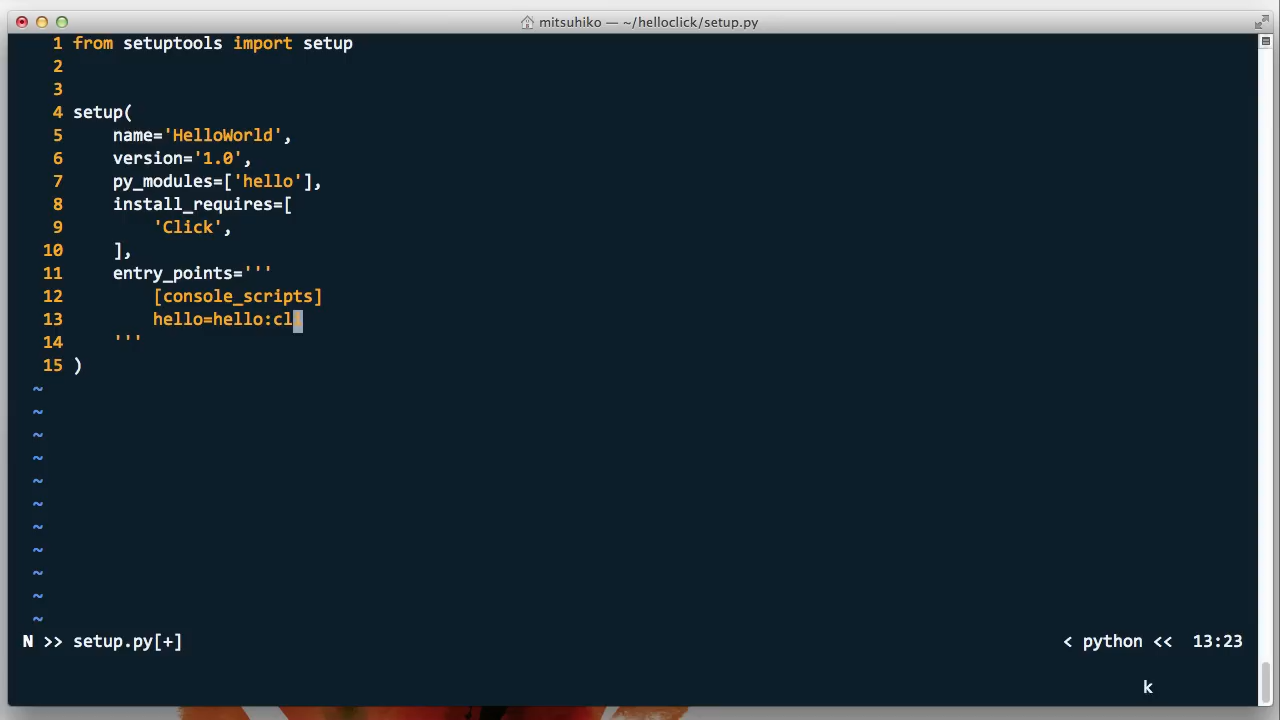 mitsuhiko — ~/helloclick/setup.py
1 from setuptools import setup
2
3
4 setup(
5     name='HelloWorld',
6     version='1.0',
7     py_modules=['hello'],
8     install_requires=[
9         'Click',
10     ],
11     entry_points='''
12         [console_scripts]
13         hello=hello:cli
14     '''
15 )
~
~
~
~
~
~
~
~
~
~
~
N >> setup.py[+] < python << 13:23
k